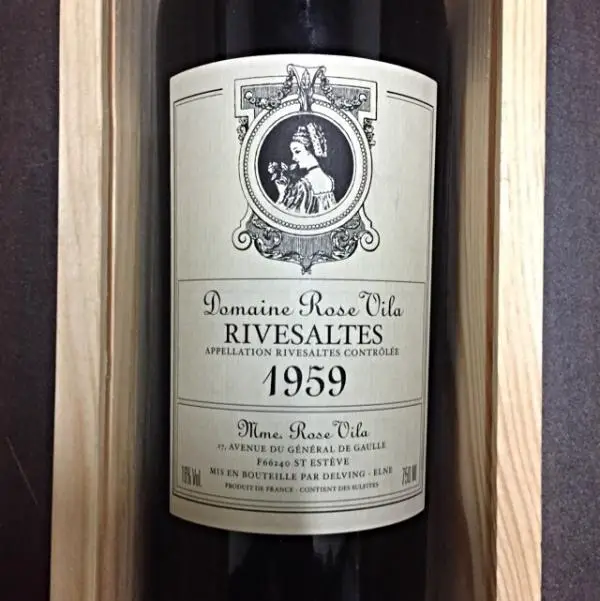 Domaine Rose Vila
RIVESALTES
APPELLATION RIVESALTES CONTRÔLÉE
1959
Mme. Rose Vila
17, AVENUE DU GÉNÉRAL DE GAULLE
F66240 ST ESTÈVE
MIS EN BOUTEILLE PAR DELVING - ELNE
16% Vol.
750 Ml
PRODUIT DE FRANCE - CONTIENT DES SULFITES